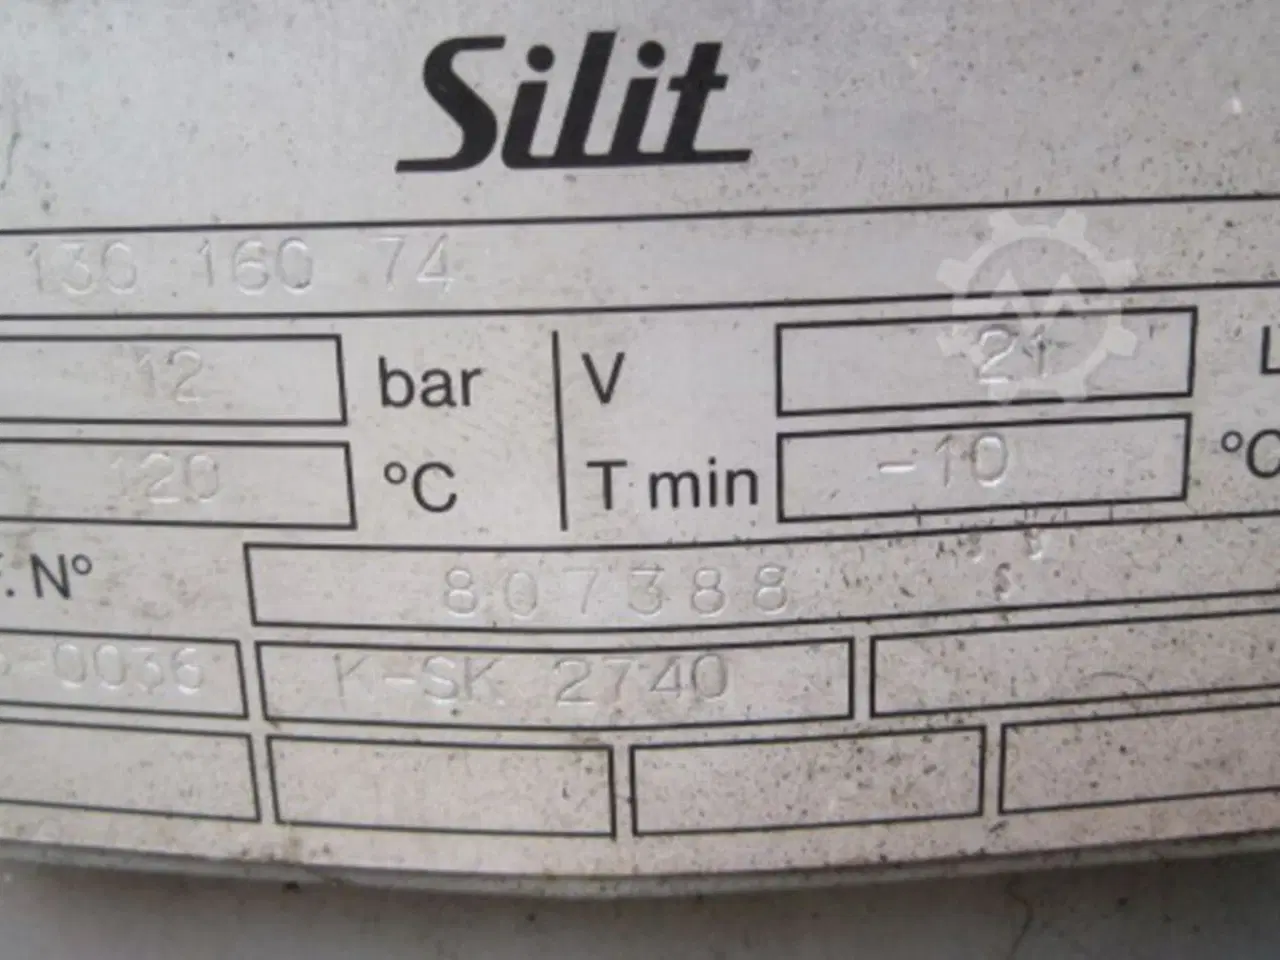 Silit
136 160 74
12 bar V 21 L
120 °C T min -10 °C
F. N° 807388
-0036 K-SK 2740